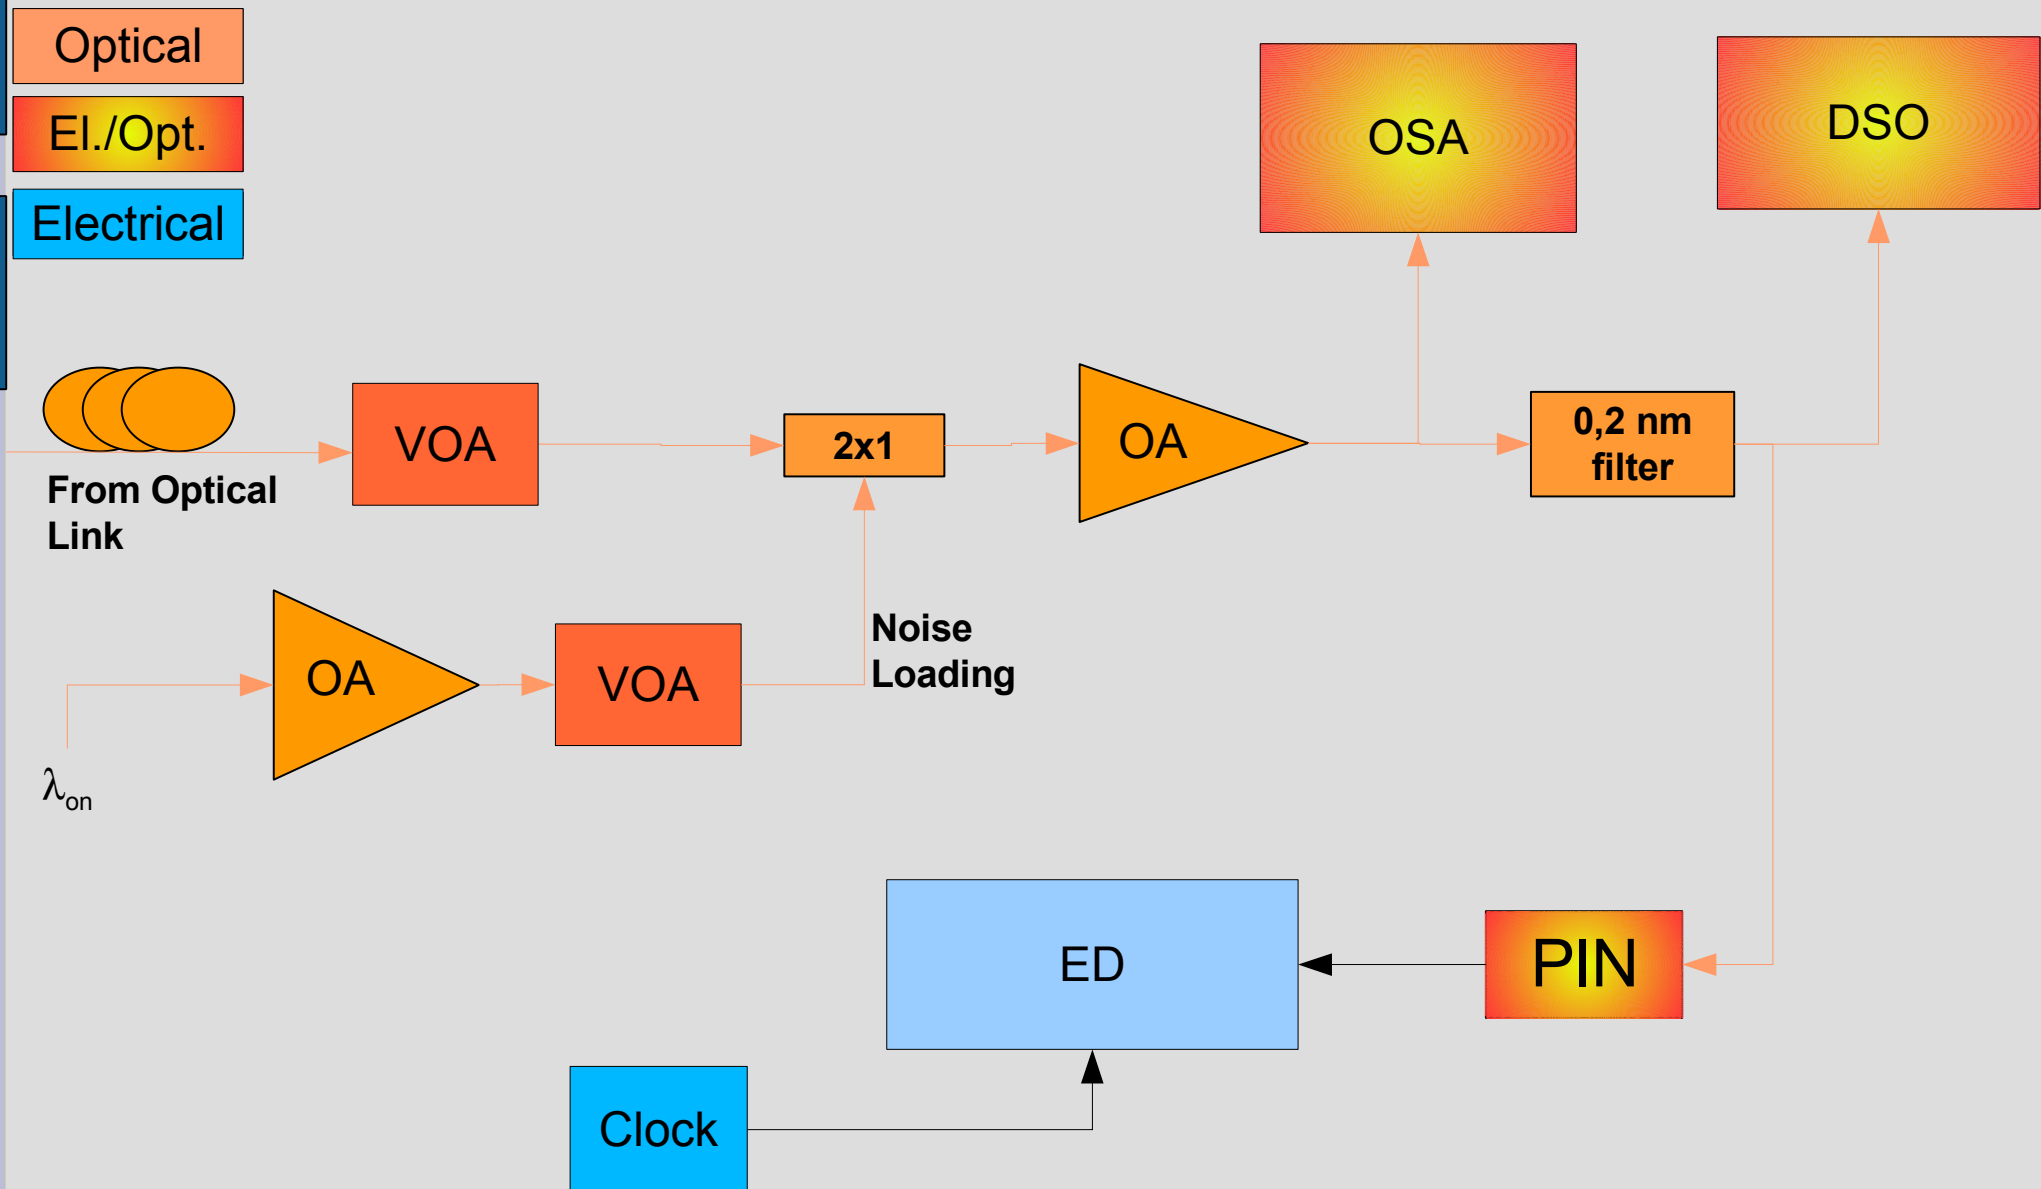 Optical
El./Opt.
Electrical
OSA
DSO
VOA
2x1
OA
0,2 nm
filter
From Optical
Link
OA
VOA
Noise
Loading
λon
ED
PIN
Clock